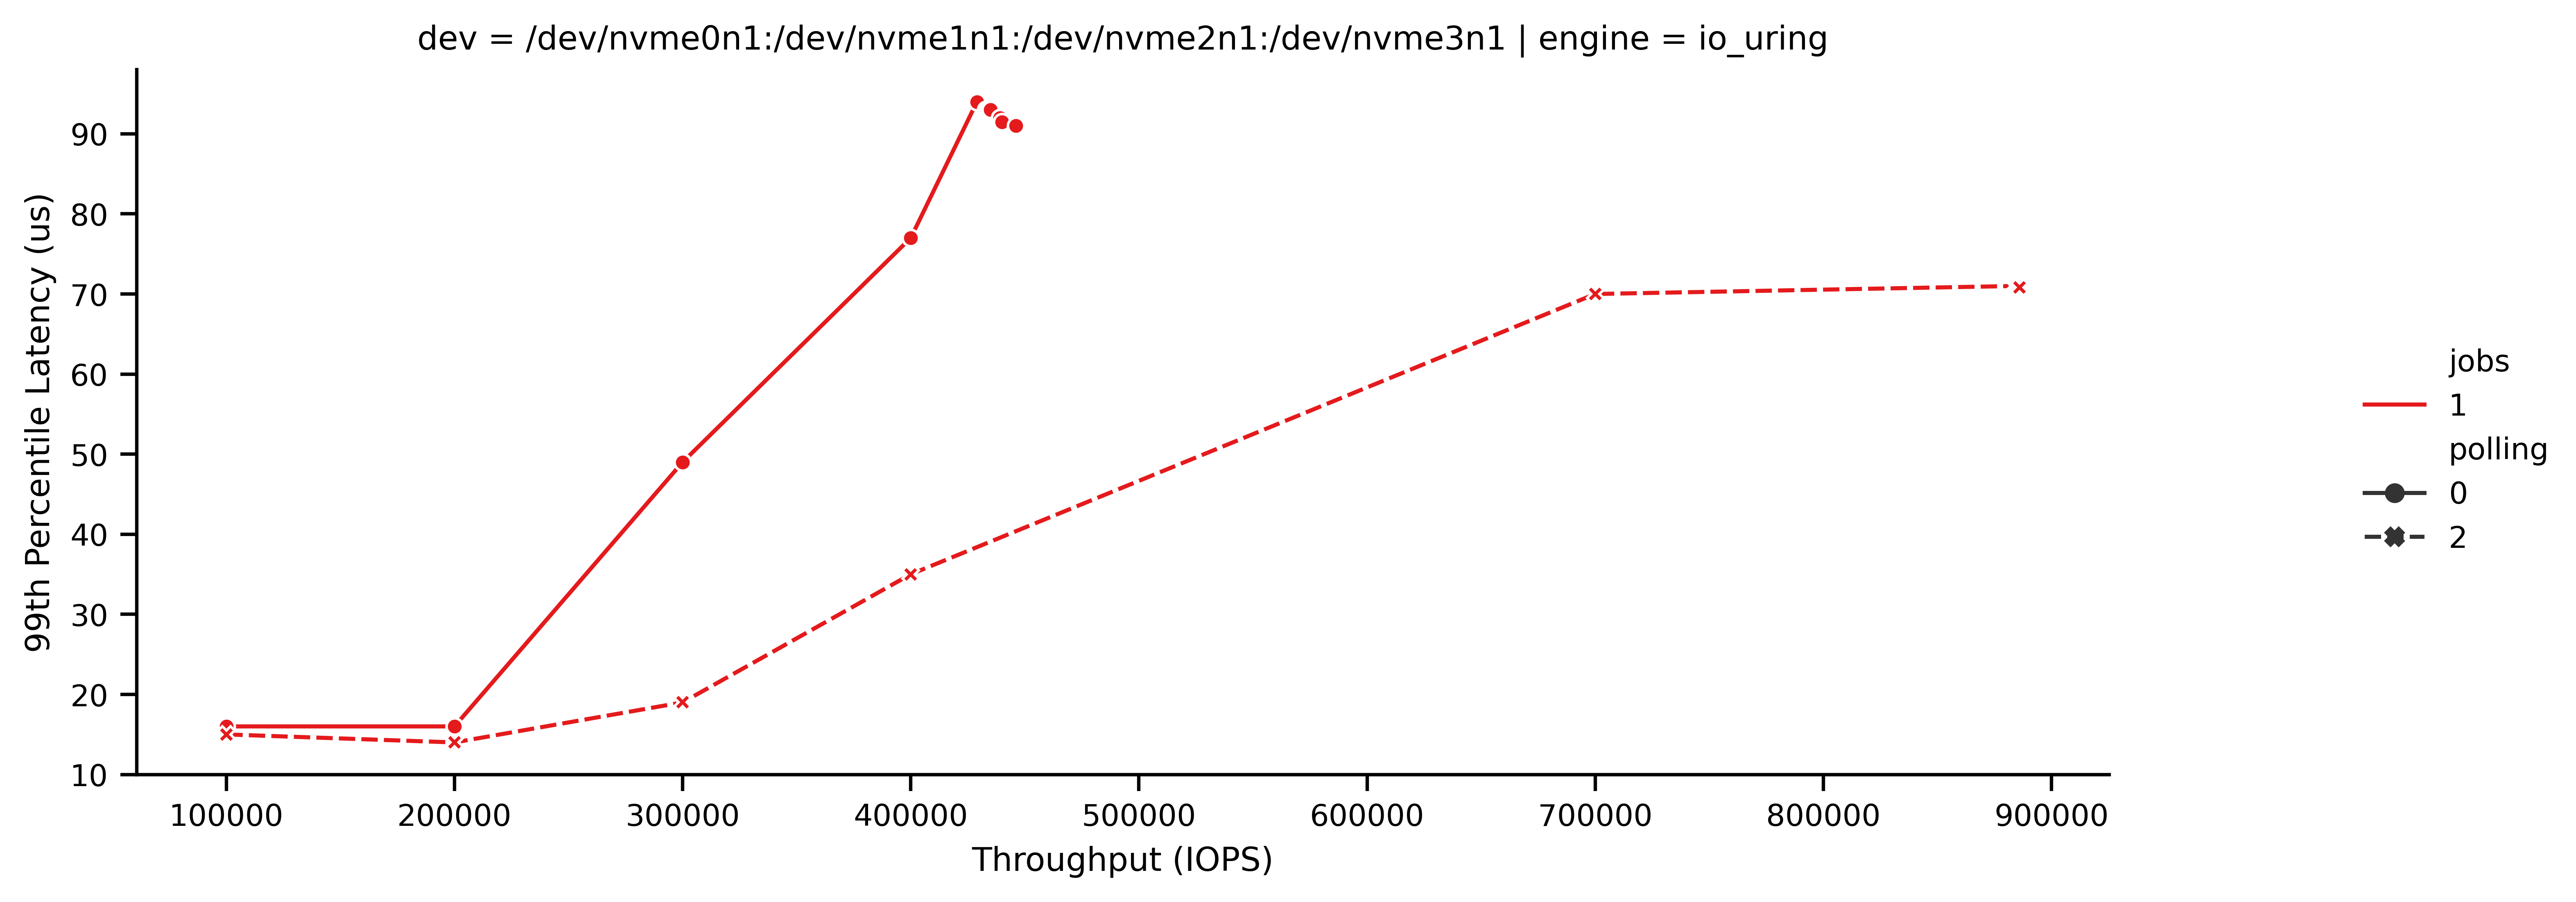 dev = /dev/nvme0n1:/dev/nvme1n1:/dev/nvme2n1:/dev/nvme3n1 | engine = io_uring
99th Percentile Latency (us)
90
80
70
60
50
40
30
20
10
100000 200000 300000 400000 500000 600000 700000 800000 900000
Throughput (IOPS)
jobs
1
polling
0
2